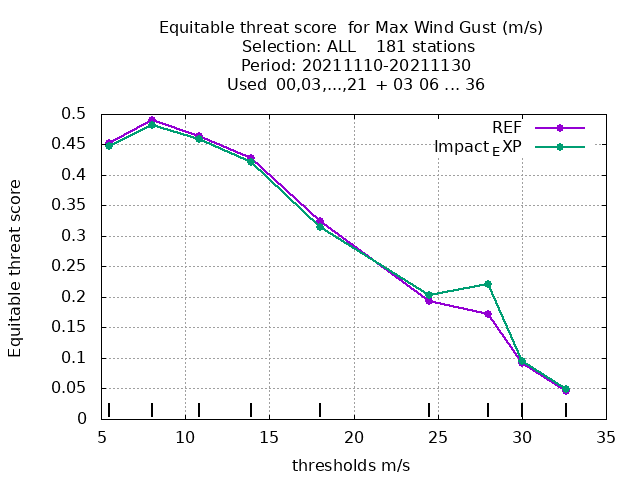 Equitable threat score  for Max Wind Gust (m/s)
Selection: ALL    181 stations
Period: 20211110-20211130
Used  00,03,...,21  + 03 06 ... 36
REF
Impact_EXP
Equitable threat score
0.5
0.45
0.4
0.35
0.3
0.25
0.2
0.15
0.1
0.05
0
5 10 15 20 25 30 35
thresholds m/s